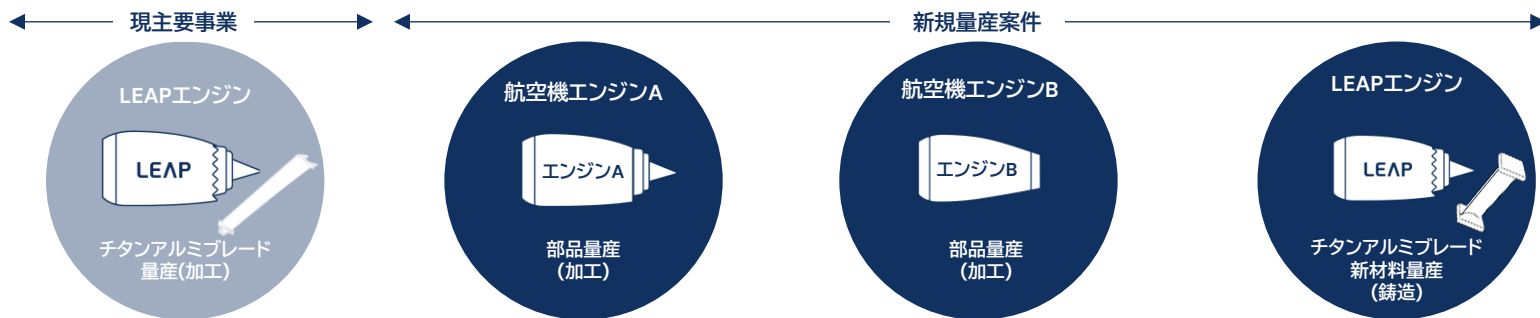 現主要事業
新規量産案件
LEAPエンジン
LEAP
チタンアルミブレード
量産(加工)
航空機エンジンA
エンジンA
部品量産
(加工)
航空機エンジンB
エンジンB
部品量産
(加工)
LEAPエンジン
LEAP
チタンアルミブレード
新材料量産
(鋳造)